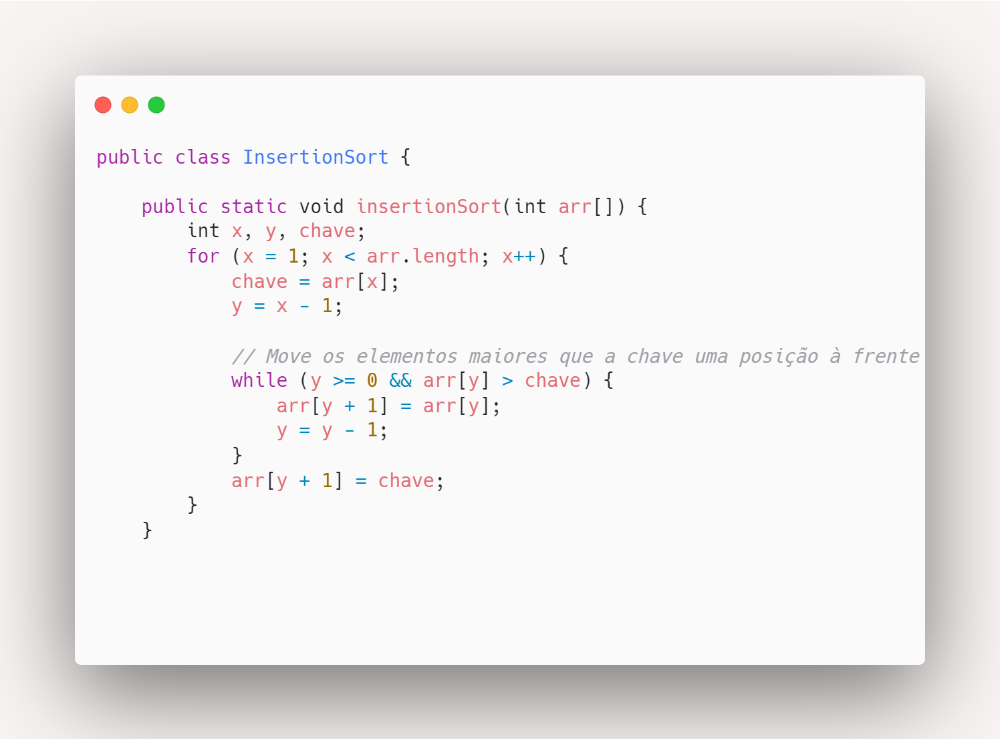 public class InsertionSort {
public static void insertionSort(int arr[]) {
int x, y, chave;
for (x = 1; x < arr.length; x++) {
chave = arr[x];
y = x - 1;
// Move os elementos maiores que a chave uma posição à frente
while (y >= 0 && arr[y] > chave) {
arr[y + 1] = arr[y];
y = y - 1;
}
arr[y + 1] = chave;
}
}